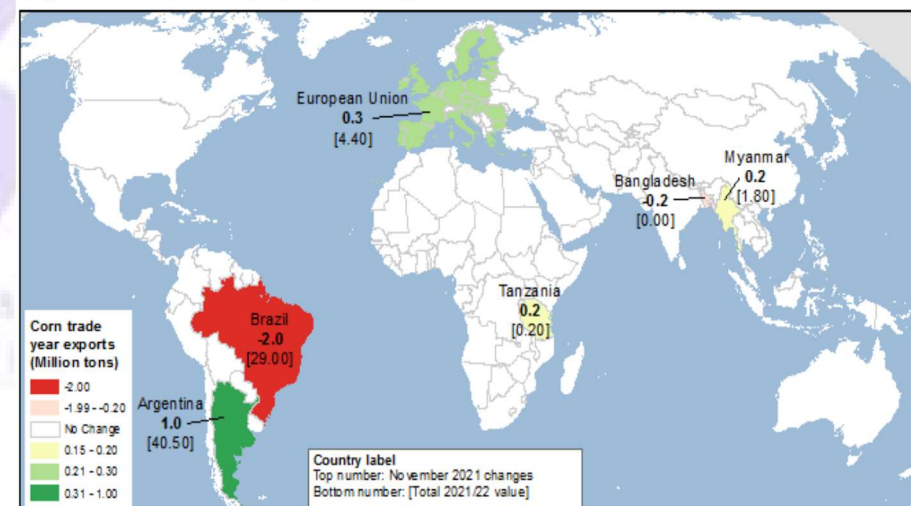 European Union
0.3
[4.40]
Myanmar
0.2
[1.80]
Bangladesh
-0.2
[0.00]
Tanzania
0.2
[0.20]
Brazil
-2.0
[29.00]
Argentina
1.0
[40.50]
Corn trade
year exports
(Million tons)
-2.00
-1.99 - -0.20
No Change
0.15 - 0.20
0.21 - 0.30
0.31 - 1.00
Country label
Top number: November 2021 changes
Bottom number: [Total 2021/22 value]